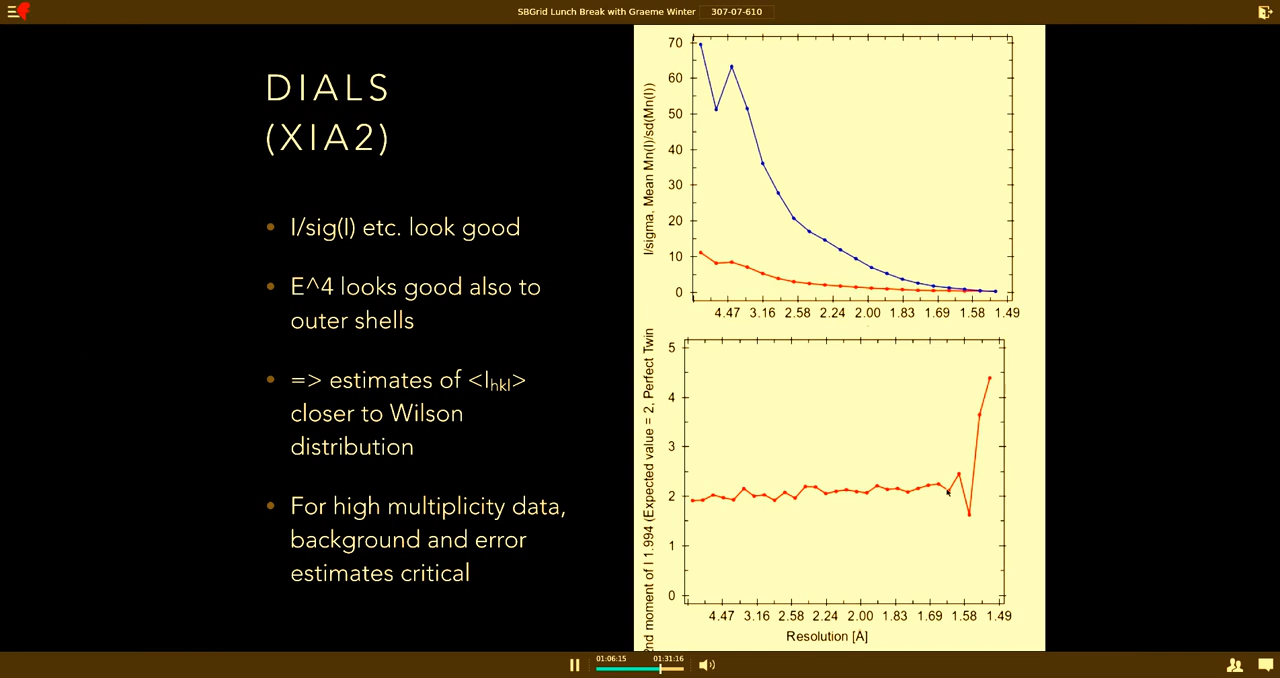 SBGrid Lunch Break with Graeme Winter 307-07-610
DIALS
(XIA2)
I/sig(I) etc. look good
E^4 looks good also to
outer shells
=> estimates of <Ihkl>
closer to Wilson
distribution
For high multiplicity data,
background and error
estimates critical
I/sigma, Mean Mn(I)/sd(Mn(I))
70
60
50
40
30
20
10
0
4.47 3.16 2.58 2.24 2.00 1.83 1.69 1.58 1.49
2nd moment of I 1.994 (Expected value = 2, Perfect Twin
5
4
3
2
1
0
4.47 3.16 2.58 2.24 2.00 1.83 1.69 1.58 1.49
Resolution [Å]
01:06:15 01:31:16